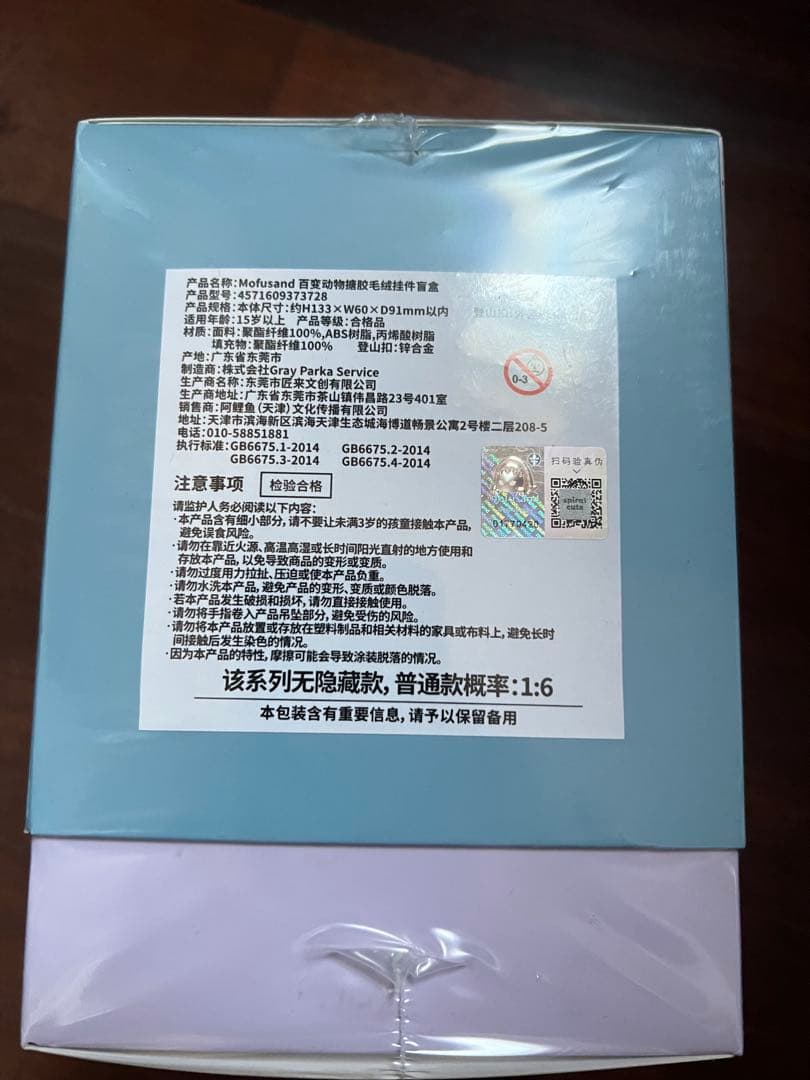 产品名称：Mofusand 百变动物搪胶毛绒挂件盲盒
产品型号：4571609373728
产品规格：本体尺寸：约H133×W60×D91mm以内
适用年龄：15岁以上 产品等级：合格品
材质：面料：聚酯纤维100%,ABS树脂,丙烯酸树脂
填充物：聚酯纤维100% 登山扣：锌合金
产地：广东省东莞市
制造商：株式会社Gray Parka Service
生产商名称：东莞市匠来文创有限公司
生产商地址：广东省东莞市茶山镇伟昌路23号401室
销售商：阿鲤鱼（天津）文化传播有限公司
地址：天津市滨海新区滨海天津生态城海博道畅景公寓2号楼二层208-5
电话：010-58851881
执行标准：GB6675.1-2014 GB6675.2-2014
GB6675.3-2014 GB6675.4-2014
0-3
扫码验真伪
spiral
cute
01770430
注意事项 检验合格
请监护人务必阅读以下内容：
·本产品含有细小部分，请不要让未满3岁的孩童接触本产品，
避免误食风险。
·请勿在靠近火源、高温高湿或长时间阳光直射的地方使用和
存放本产品，以免导致商品的变形或变质。
·请勿过度用力拉扯、压迫或使本产品负重。
·请勿水洗本产品，避免产品的变形、变质或颜色脱落。
·若本产品发生破损和损坏，请勿直接接触使用。
·请勿将手指卷入产品吊坠部分，避免受伤的风险。
·请勿将本产品放置或存放在塑料制品和相关材料的家具或布料上，避免长时
间接触后发生染色的情况。
·因为本产品的特性，摩擦可能会导致涂装脱落的情况。
该系列无隐藏款，普通款概率：1:6
本包装含有重要信息，请予以保留备用